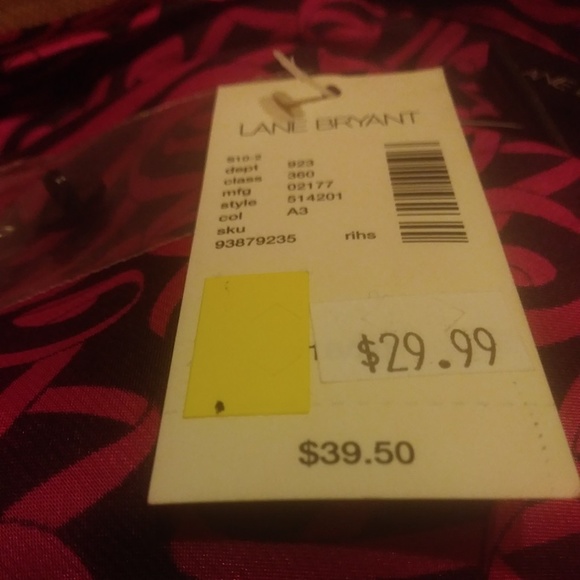 LANE BRYANT
S10-2
dept 923
class 360
mfg 02177
style 514201
col A3
sku
93879235 rihs
$29.99
$39.50